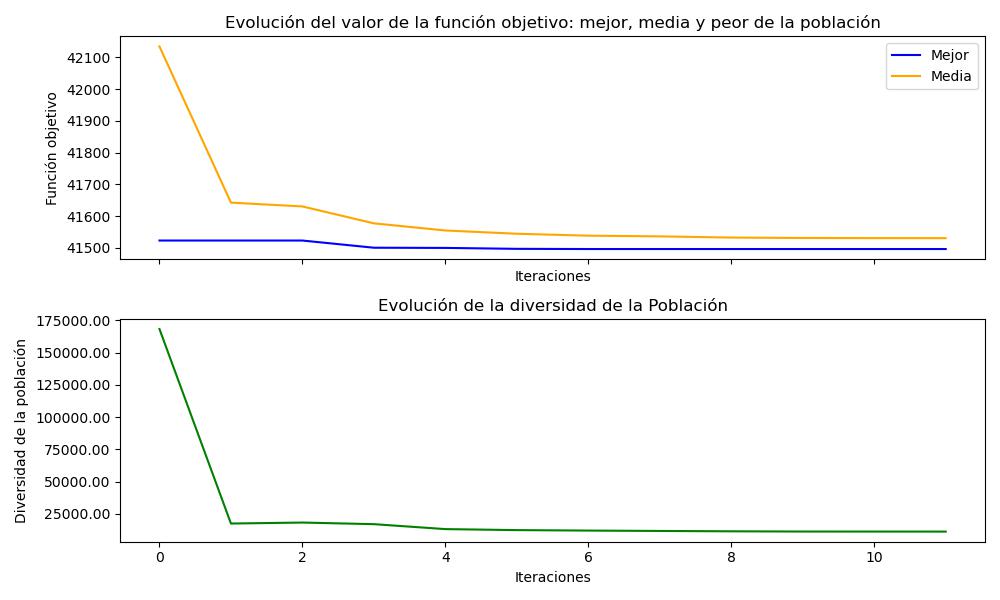 Evolución del valor de la función objetivo: mejor, media y peor de la población
Función objetivo
42100
42000
41900
41800
41700
41600
41500
Mejor
Media
Iteraciones
Evolución de la diversidad de la Población
Diversidad de la población
175000.00
150000.00
125000.00
100000.00
75000.00
50000.00
25000.00
0 2 4 6 8 10
Iteraciones